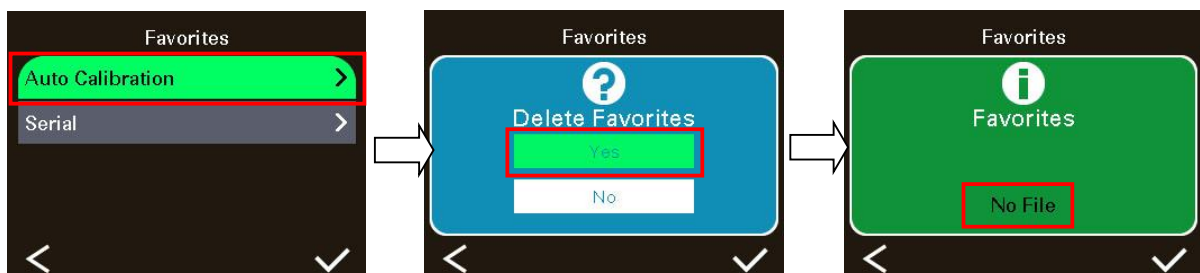 Favorites
Auto Calibration
Serial
Favorites
Delete Favorites
Yes
No
Favorites
Favorites
No File